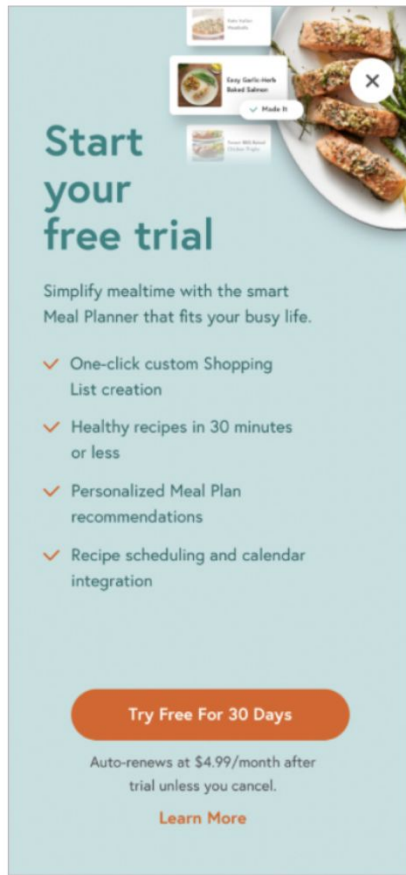 Easy Garlic Herb
Baked Salmon
Made It
Start
your
free trial
Simplify mealtime with the smart
Meal Planner that fits your busy life.
One-click custom Shopping
List creation
Healthy recipes in 30 minutes
or less
Personalized Meal Plan
recommendations
Recipe scheduling and calendar
integration
Try Free For 30 Days
Auto-renews at $4.99/month after
trial unless you cancel.
Learn More